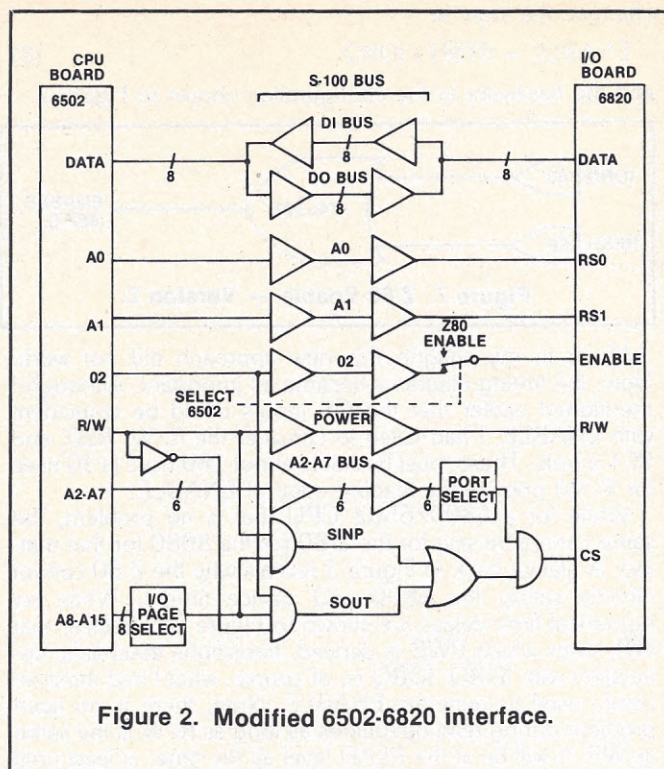 CPU BOARD
6502
S-100 BUS
I/O BOARD
6820
DI BUS
8
DATA
8
DO BUS
8
8
DATA
A0
A0
RS0
A1
A1
RS1
Z80 ENABLE
02
02
ENABLE
SELECT 6502
R/W
POWER
R/W
A2-A7 BUS
A2-A7
6
6
6
PORT SELECT
SINP
CS
SOUT
A8-A15
8
I/O PAGE SELECT
Figure 2. Modified 6502-6820 interface.